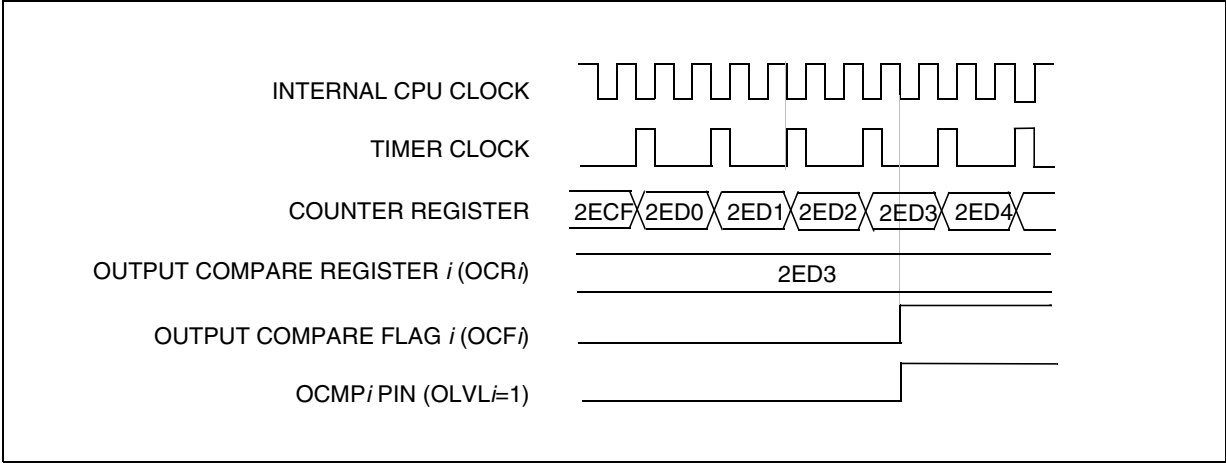 INTERNAL CPU CLOCK
TIMER CLOCK
COUNTER REGISTER 2ECF 2ED0 2ED1 2ED2 2ED3 2ED4
OUTPUT COMPARE REGISTER i (OCRi) 2ED3
OUTPUT COMPARE FLAG i (OCFi)
OCMPi PIN (OLVLi=1)